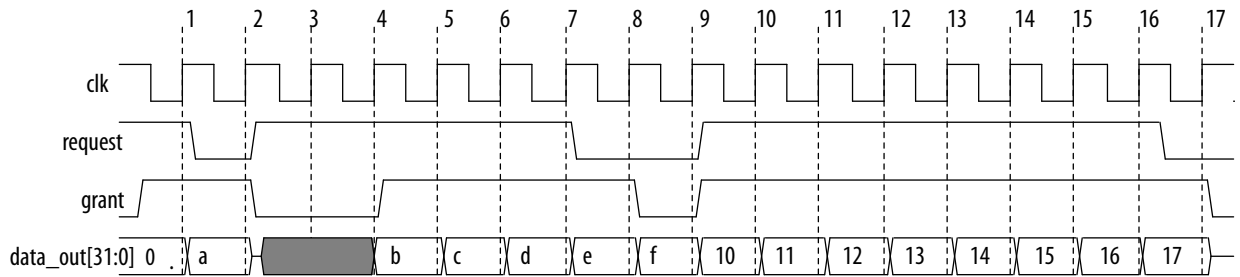 1 2 3 4 5 6 7 8 9 10 11 12 13 14 15 16 17
clk
request
grant
data_out[31:0] 0 . a b c d e f 10 11 12 13 14 15 16 17